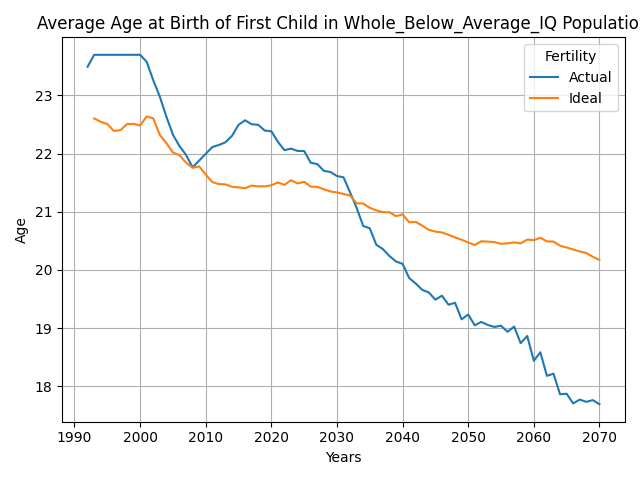 Average Age at Birth of First Child in Whole_Below_Average_IQ Populatio
Fertility
Actual
Ideal
23
22
21
20
19
18
Age
1990 2000 2010 2020 2030 2040 2050 2060 2070
Years